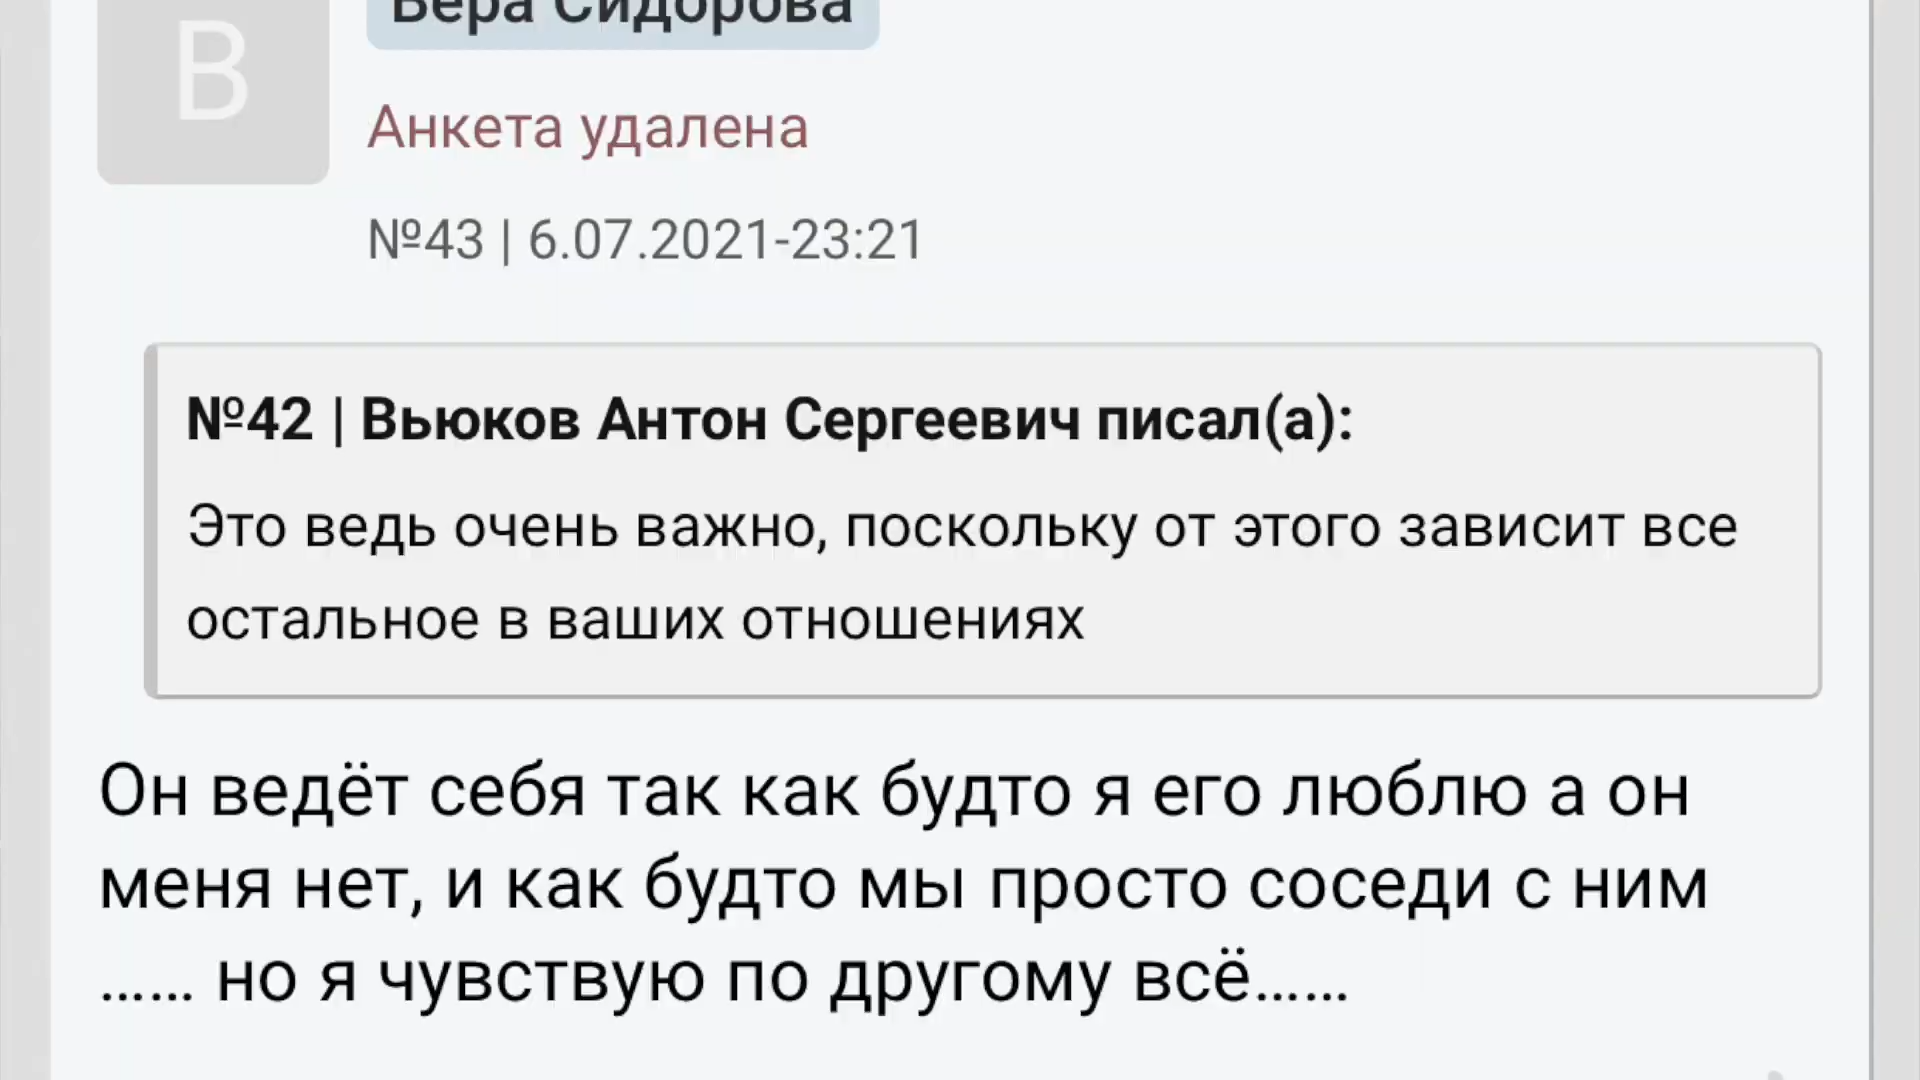 В
Вера Сидорова
Анкета удалена
№43 | 6.07.2021-23:21
№42 | Вьюков Антон Сергеевич писал(а):
Это ведь очень важно, поскольку от этого зависит все
остальное в ваших отношениях
Он ведёт себя так как будто я его люблю а он
меня нет, и как будто мы просто соседи с ним
...... но я чувствую по другому всё......